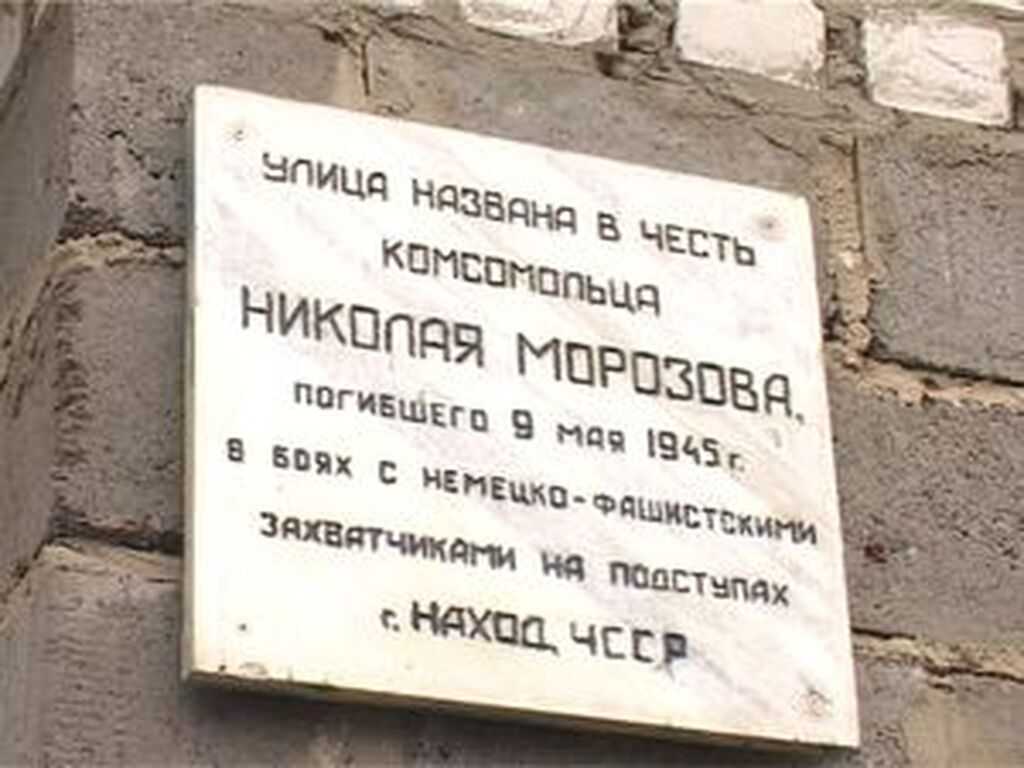 УЛИЦА НАЗВАНА В ЧЕСТЬ
КОМСОМОЛЬЦА
НИКОЛАЯ МОРОЗОВА,
ПОГИБШЕГО 9 МАЯ 1945 г.
В БОЯХ С НЕМЕЦКО-ФАШИСТСКИМИ
ЗАХВАТЧИКАМИ НА ПОДСТУПАХ
г. НАХОД, ЧССР